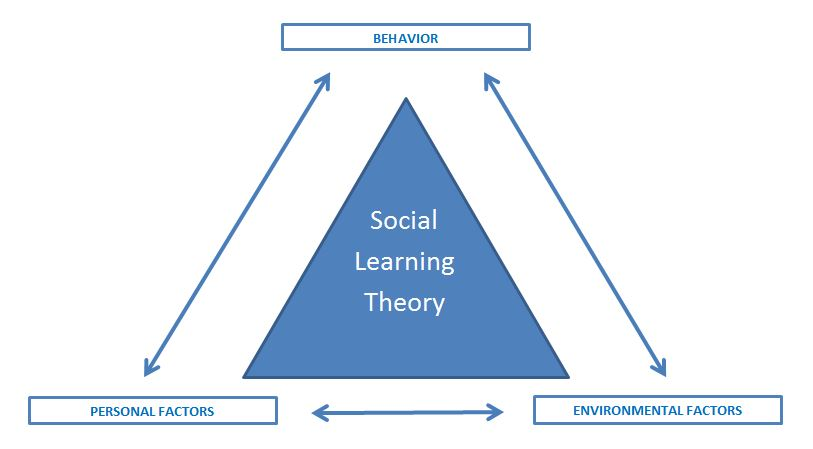 BEHAVIOR
Social
Learning
Theory
PERSONAL FACTORS
ENVIRONMENTAL FACTORS